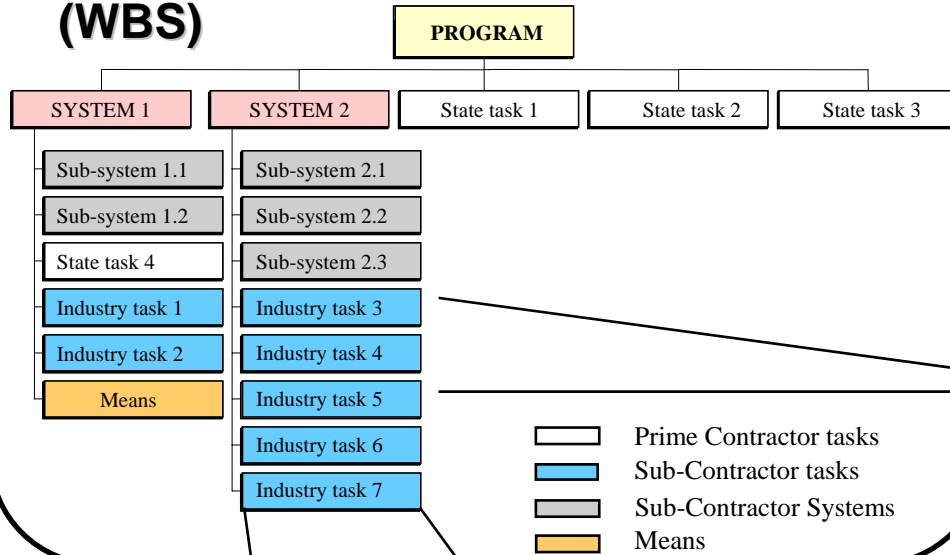 (WBS)
PROGRAM
SYSTEM 1
SYSTEM 2
State task 1
State task 2
State task 3
Sub-system 1.1
Sub-system 1.2
State task 4
Industry task 1
Industry task 2
Means
Sub-system 2.1
Sub-system 2.2
Sub-system 2.3
Industry task 3
Industry task 4
Industry task 5
Industry task 6
Industry task 7
Prime Contractor tasks
Sub-Contractor tasks
Sub-Contractor Systems
Means